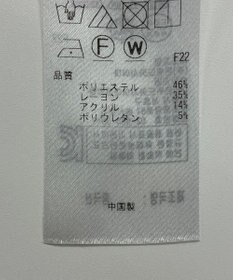 F W
F22
品質
ポリエステル 46%
レーヨン 35%
アクリル 14%
ポリウレタン 5%
中国製